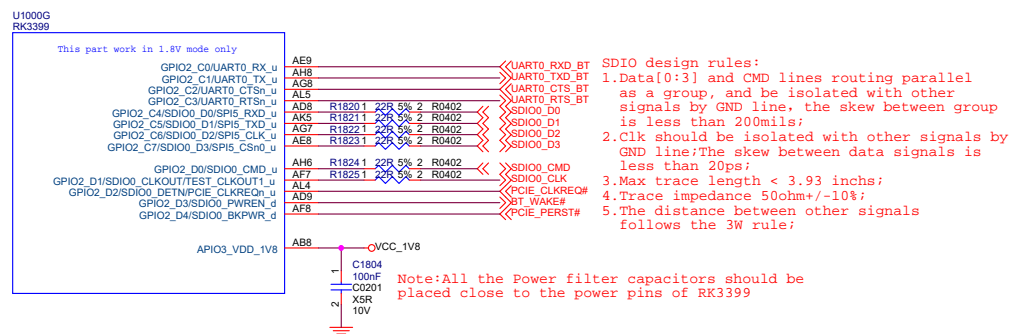 U1000G
RK3399
This part work in 1.8V mode only
GPIO2_C0/UART0_RX_u AE9 UART0_RXD_BT
GPIO2_C1/UART0_TX_u AH8 UART0_TXD_BT
GPIO2_C2/UART0_CTSn_u AG8 UART0_CTS_BT
GPIO2_C3/UART0_RTSn_u AL5 UART0_RTS_BT
GPIO2_C4/SDIO0_D0/SPI5_RXD_u AD8 R1820 1 22R 5% 2 R0402 SDIO0_D0
GPIO2_C5/SDIO0_D1/SPI5_TXD_u AK5 R1821 1 22R 5% 2 R0402 SDIO0_D1
GPIO2_C6/SDIO0_D2/SPI5_CLK_u AG7 R1822 1 22R 5% 2 R0402 SDIO0_D2
GPIO2_C7/SDIO0_D3/SPI5_CSn0_u AE8 R1823 1 22R 5% 2 R0402 SDIO0_D3
GPIO2_D0/SDIO0_CMD_u AH6 R1824 1 22R 5% 2 R0402 SDIO0_CMD
GPIO2_D1/SDIO0_CLKOUT/TEST_CLKOUT1_u AF7 R1825 1 22R 5% 2 R0402 SDIO0_CLK
GPIO2_D2/SDIO0_DETN/PCIE_CLKREQn_u AL4 PCIE_CLKREQ#
GPIO2_D3/SDIO0_PWREN_d AD9 BT_WAKE#
GPIO2_D4/SDIO0_BKPWR_d AF8 PCIE_PERST#
APIO3_VDD_1V8 AB8 VCC_1V8
1
2
C1804
100nF
C0201
X5R
10V
SDIO design rules:
1.Data[0:3] and CMD lines routing parallel
as a group, and be isolated with other
signals by GND line, the skew between group
is less than 200mils;
2.Clk should be isolated with other signals by
GND line;The skew between data signals is
less than 20ps;
3.Max trace length < 3.93 inchs;
4.Trace impedance 50ohm+/-10%;
5.The distance between other signals
follows the 3W rule;
Note:All the Power filter capacitors should be
placed close to the power pins of RK3399